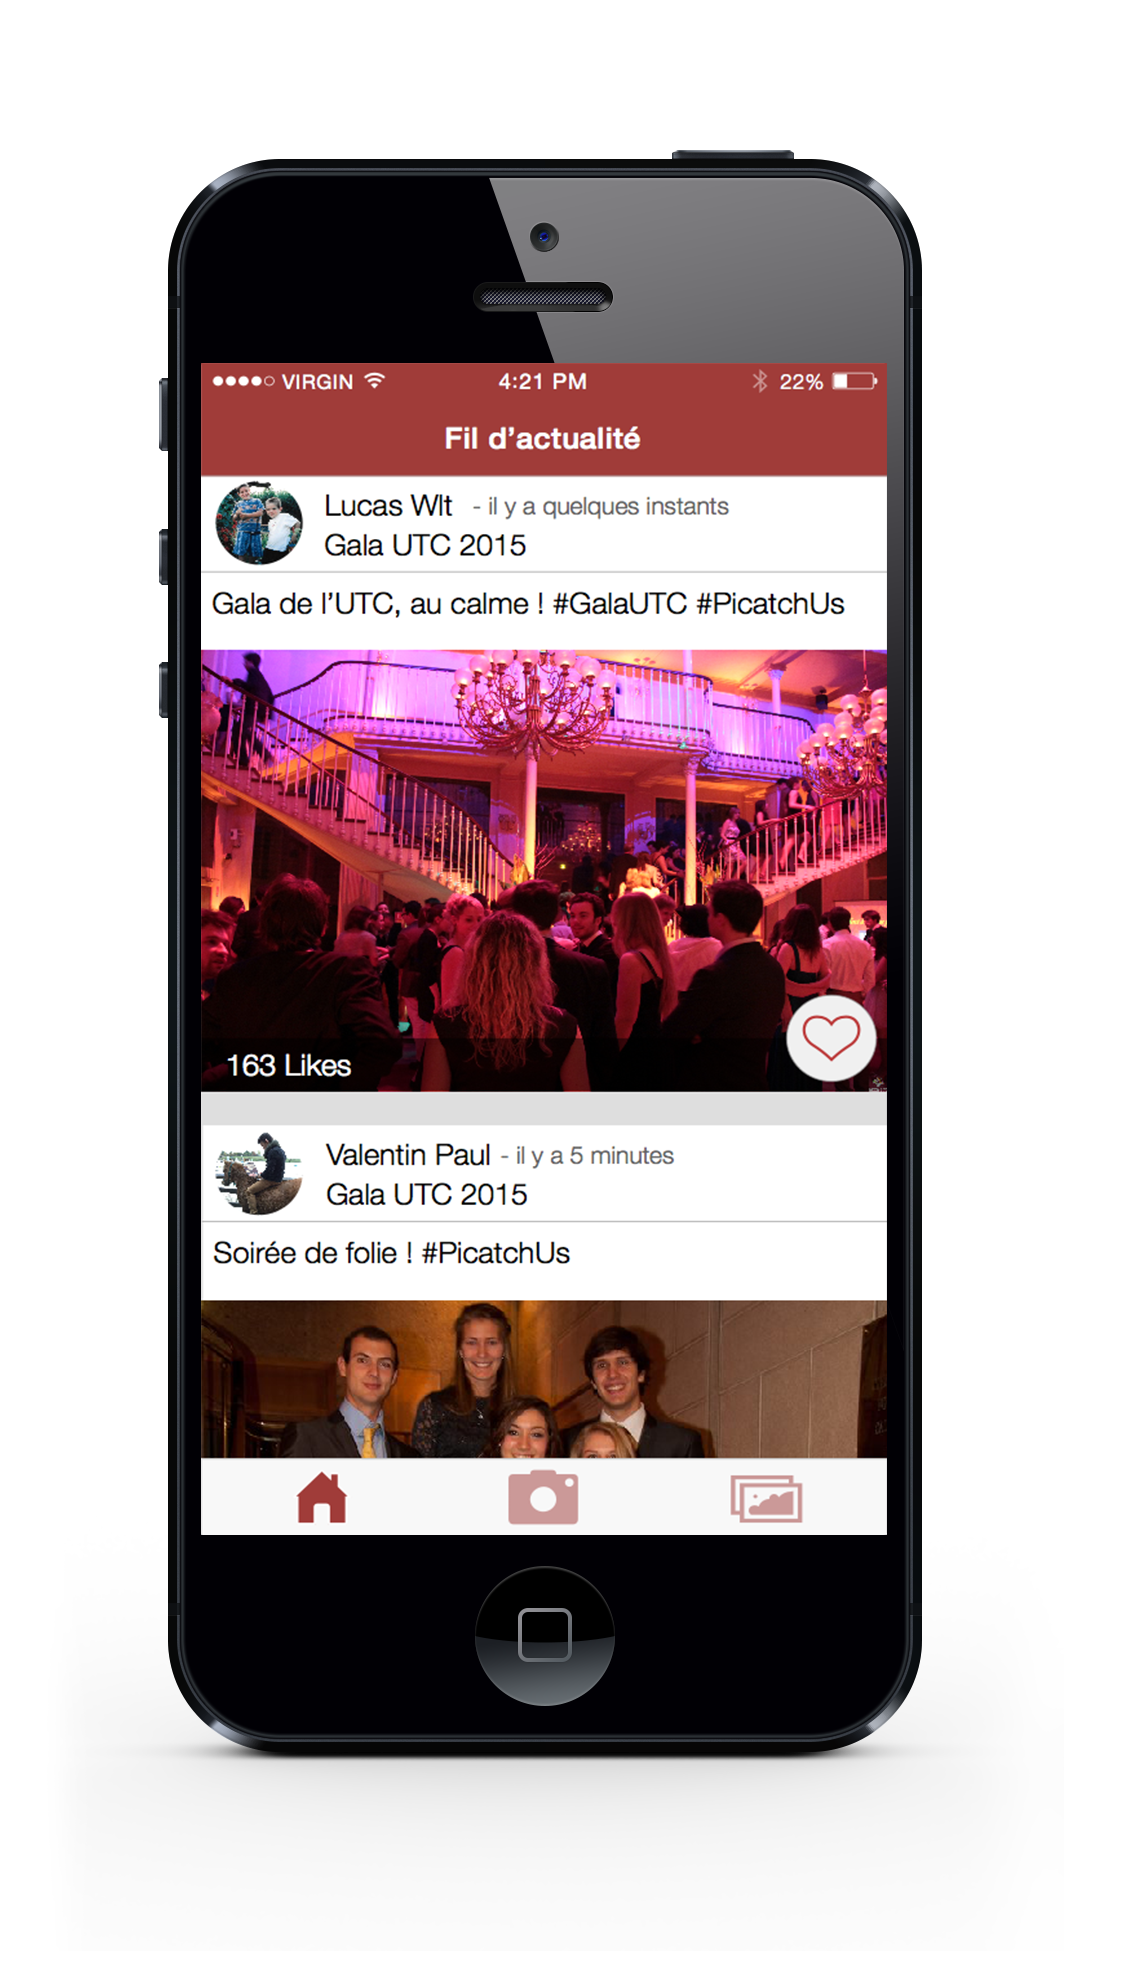 VIRGIN 4:21 PM 22%
Fil d’actualité
Lucas Wlt - il y a quelques instants
Gala UTC 2015
Gala de l’UTC, au calme ! #GalaUTC #PicatchUs
163 Likes
Valentin Paul - il y a 5 minutes
Gala UTC 2015
Soirée de folie ! #PicatchUs